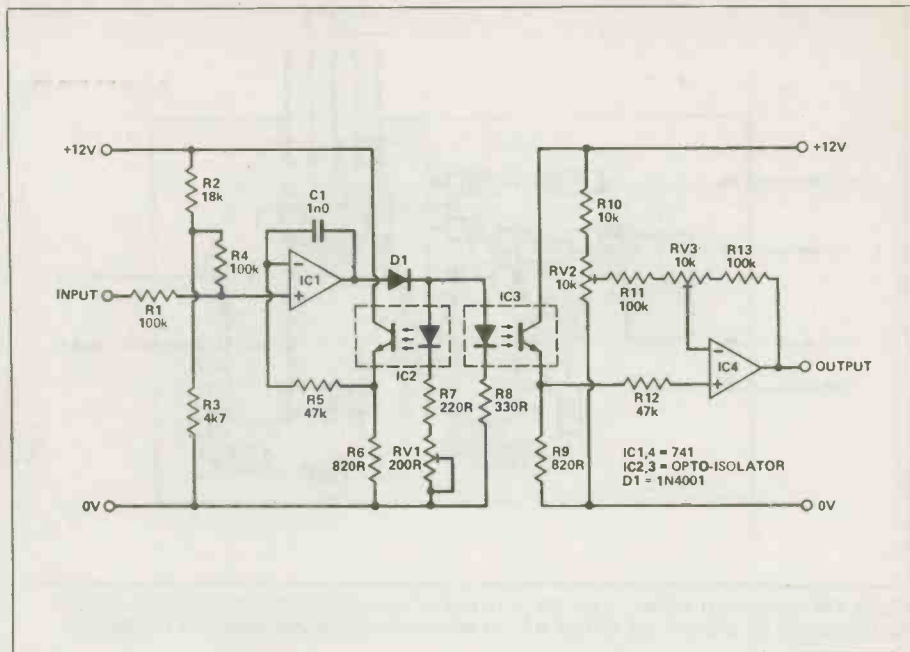 +12V
+12V
R2
18k
C1
1n0
R10
10k
R4
100k
D1
RV2
10k
R11
100k
RV3
10k
R13
100k
INPUT
R1
100k
-
+
IC1
IC3
IC2
-
+
IC4
OUTPUT
R3
4k7
R5
47k
R7
220R
R8
330R
R12
47k
R6
820R
RV1
200R
R9
820R
IC1,4 = 741
IC2,3 = OPTO-ISOLATOR
D1 = 1N4001
0V
0V